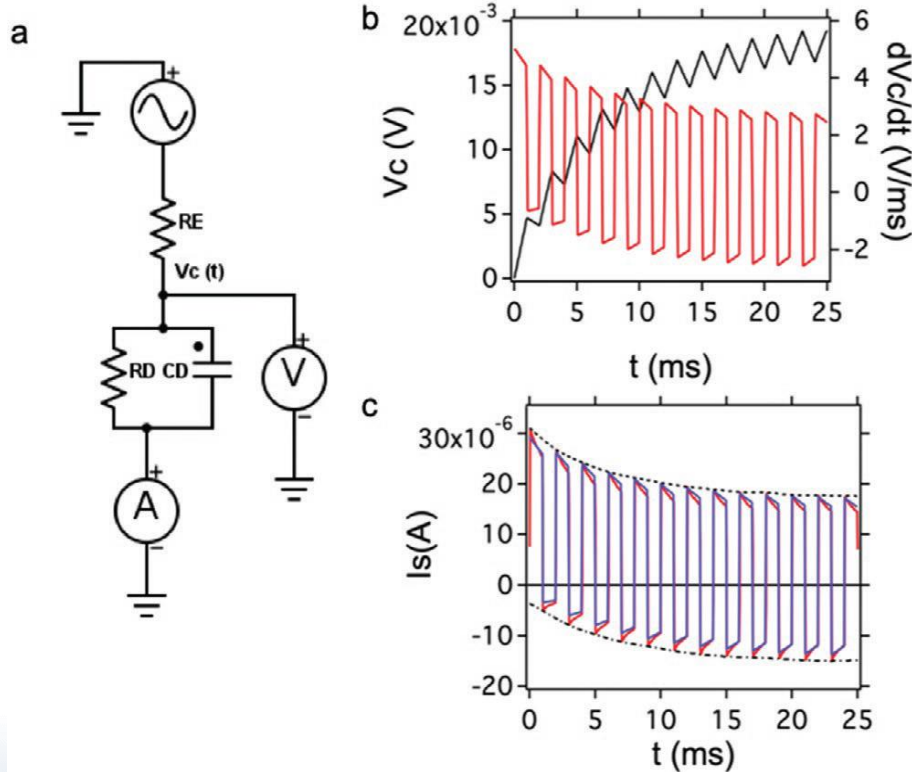 a
+
RE
Vc (t)
RD CD
+
V
−
+
A
−
b
20x10-3
15
10
5
0
Vc (V)
6
4
2
0
-2
dVc/dt (V/ms)
0 5 10 15 20 25
t (ms)
c
30x10-6
20
10
0
-10
-20
Is(A)
0 5 10 15 20 25
t (ms)